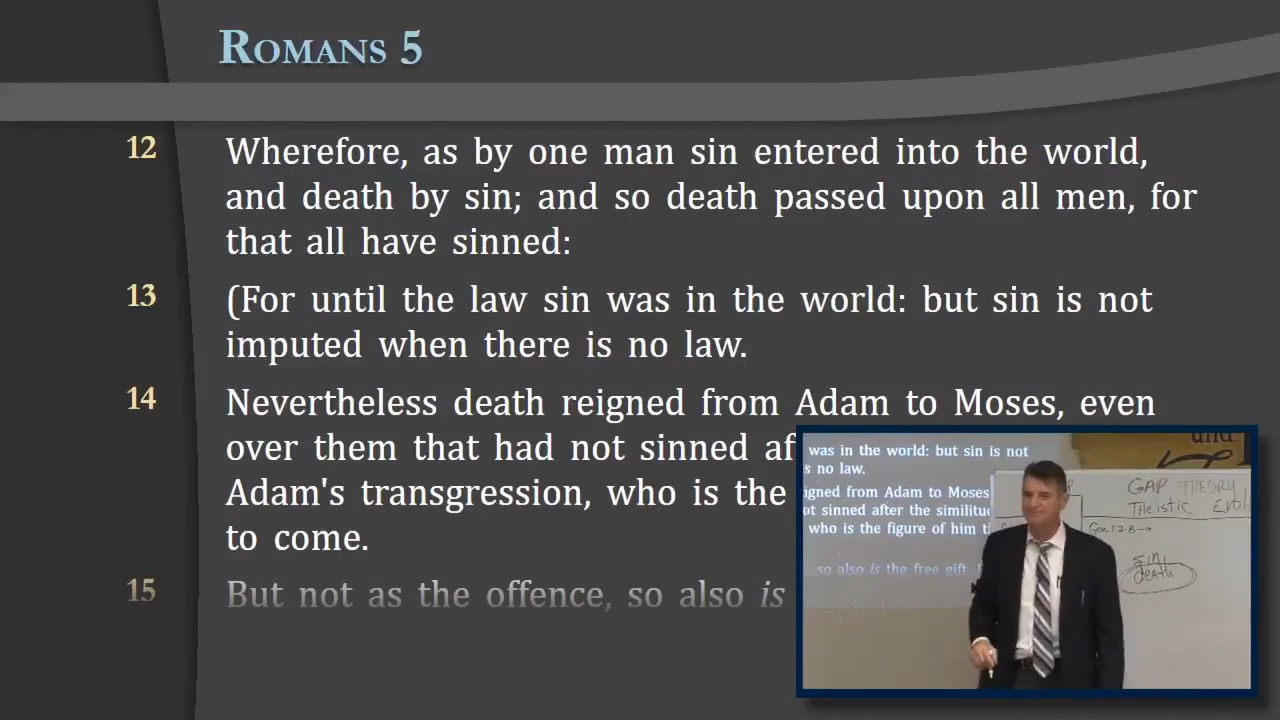 ROMANS 5
12 Wherefore, as by one man sin entered into the world,
and death by sin; and so death passed upon all men, for
that all have sinned:
13 (For until the law sin was in the world: but sin is not
imputed when there is no law.
14 Nevertheless death reigned from Adam to Moses, even
over them that had not sinned af
Adam's transgression, who is the
to come.
15 But not as the offence, so also is
was in the world: but sin is not
s no law.
igned from Adam to Moses
ot sinned after the similitud
who is the figure of him t
so also is the free gift.
und
GAP THEORY
Theistic Evol
Gen 1:2-6→
sin
death